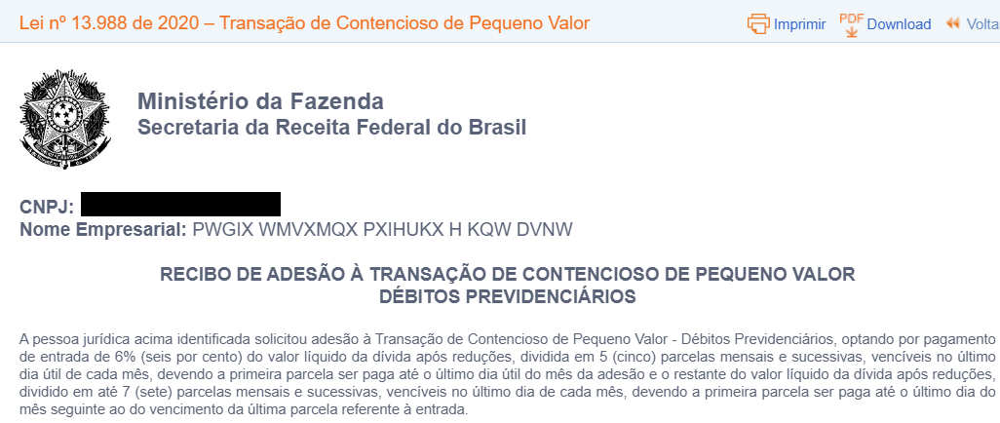 Lei nº 13.988 de 2020 – Transação de Contencioso de Pequeno Valor
Imprimir
PDF Download
Volta
Ministério da Fazenda
Secretaria da Receita Federal do Brasil
CNPJ:
Nome Empresarial: PWGIX WMVXMQX PXIHUKX H KQW DVNW
RECIBO DE ADESÃO À TRANSAÇÃO DE CONTENCIOSO DE PEQUENO VALOR
DÉBITOS PREVIDENCIÁRIOS
A pessoa jurídica acima identificada solicitou adesão à Transação de Contencioso de Pequeno Valor - Débitos Previdenciários, optando por pagamento
de entrada de 6% (seis por cento) do valor líquido da dívida após reduções, dividida em 5 (cinco) parcelas mensais e sucessivas, vencíveis no último
dia útil de cada mês, devendo a primeira parcela ser paga até o último dia útil do mês da adesão e o restante do valor líquido da dívida após reduções,
dividido em até 7 (sete) parcelas mensais e sucessivas, vencíveis no último dia de cada mês, devendo a primeira parcela ser paga até o último dia do
mês seguinte ao do vencimento da última parcela referente à entrada.